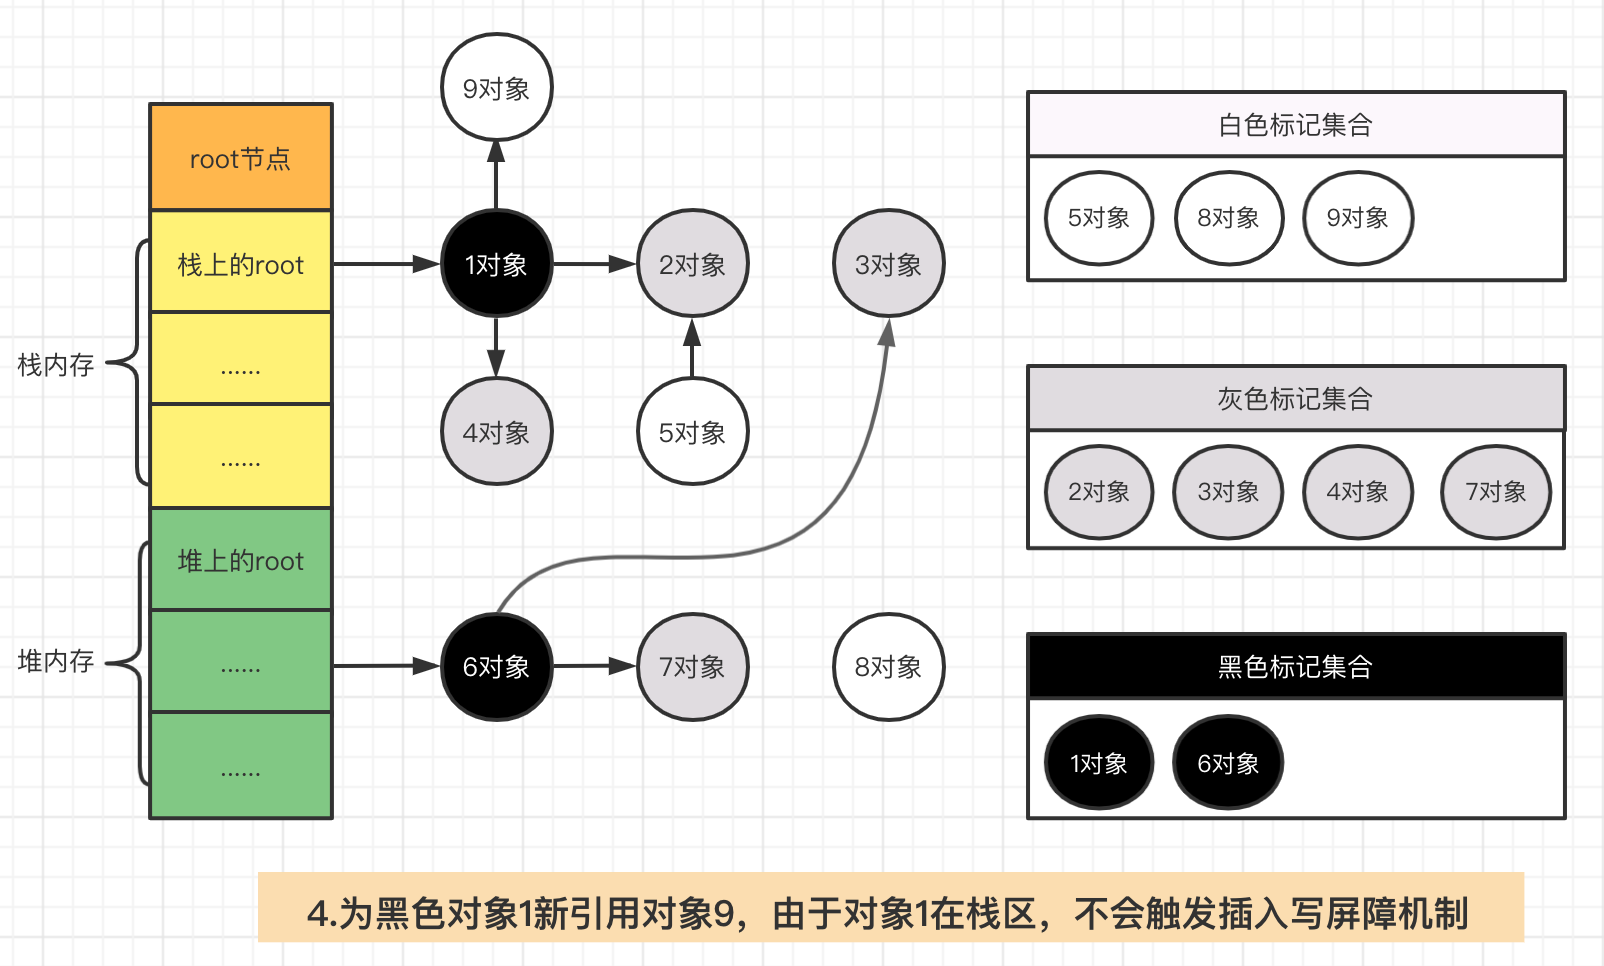 root节点
栈上的root
......
......
堆上的root
......
......
栈内存
堆内存
9对象
1对象
2对象
3对象
4对象
5对象
6对象
7对象
8对象
白色标记集合
5对象
8对象
9对象
灰色标记集合
2对象
3对象
4对象
7对象
黑色标记集合
1对象
6对象
4.为黑色对象1新引用对象9，由于对象1在栈区，不会触发插入写屏障机制